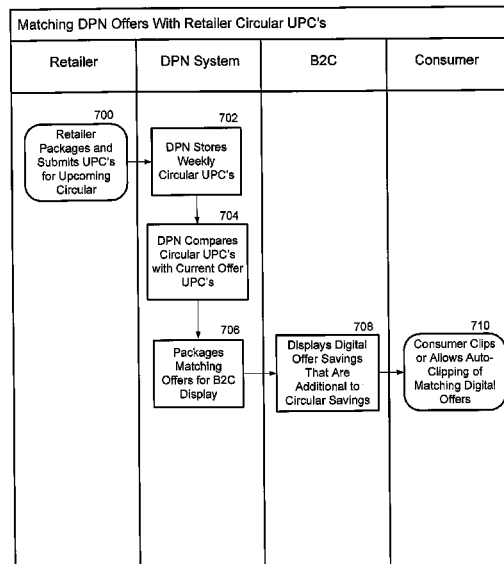 Matching DPN Offers With Retailer Circular UPC's
Retailer
DPN System
B2C
Consumer
700
Retailer
Packages and
Submits UPC's
for Upcoming
Circular
702
DPN Stores
Weekly
Circular UPC's
704
DPN Compares
Circular UPC's
with Current Offer
UPC's
706
Packages
Matching
Offers for B2C
Display
708
Displays Digital
Offer Savings
That Are
Additional to
Circular Savings
710
Consumer Clips
or Allows Auto-
Clipping of
Matching Digital
Offers